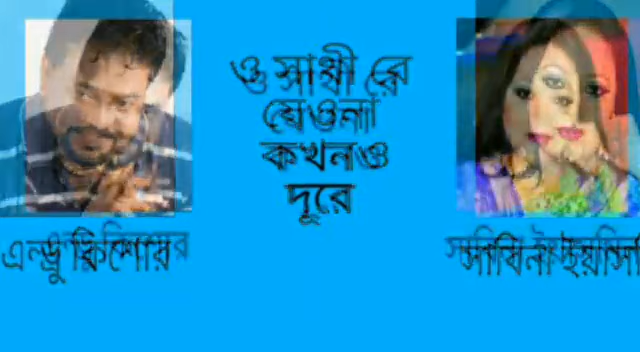 ও সাথী রে
যেওনা
কখনও
দূরে
এন্ড্রু কিশোর
সাবিনা ইয়াসমি